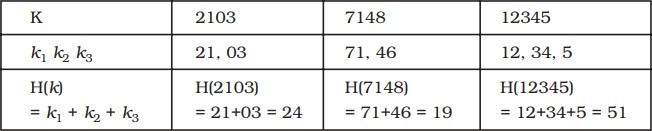 K 2103 7148 12345
k₁ k₂ k₃ 21, 03 71, 46 12, 34, 5
H(k) H(2103) H(7148) H(12345)
= k₁ + k₂ + k₃ = 21+03 = 24 = 71+46 = 19 = 12+34+5 = 51